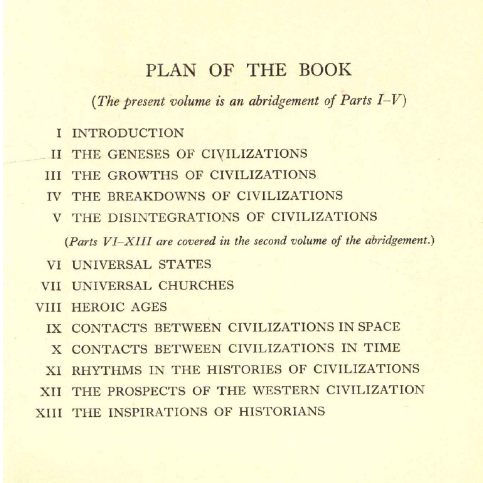 PLAN OF THE BOOK
(The present volume is an abridgement of Parts I–V)
I INTRODUCTION
II THE GENESES OF CIVILIZATIONS
III THE GROWTHS OF CIVILIZATIONS
IV THE BREAKDOWNS OF CIVILIZATIONS
V THE DISINTEGRATIONS OF CIVILIZATIONS
(Parts VI–XIII are covered in the second volume of the abridgement.)
VI UNIVERSAL STATES
VII UNIVERSAL CHURCHES
VIII HEROIC AGES
IX CONTACTS BETWEEN CIVILIZATIONS IN SPACE
X CONTACTS BETWEEN CIVILIZATIONS IN TIME
XI RHYTHMS IN THE HISTORIES OF CIVILIZATIONS
XII THE PROSPECTS OF THE WESTERN CIVILIZATION
XIII THE INSPIRATIONS OF HISTORIANS